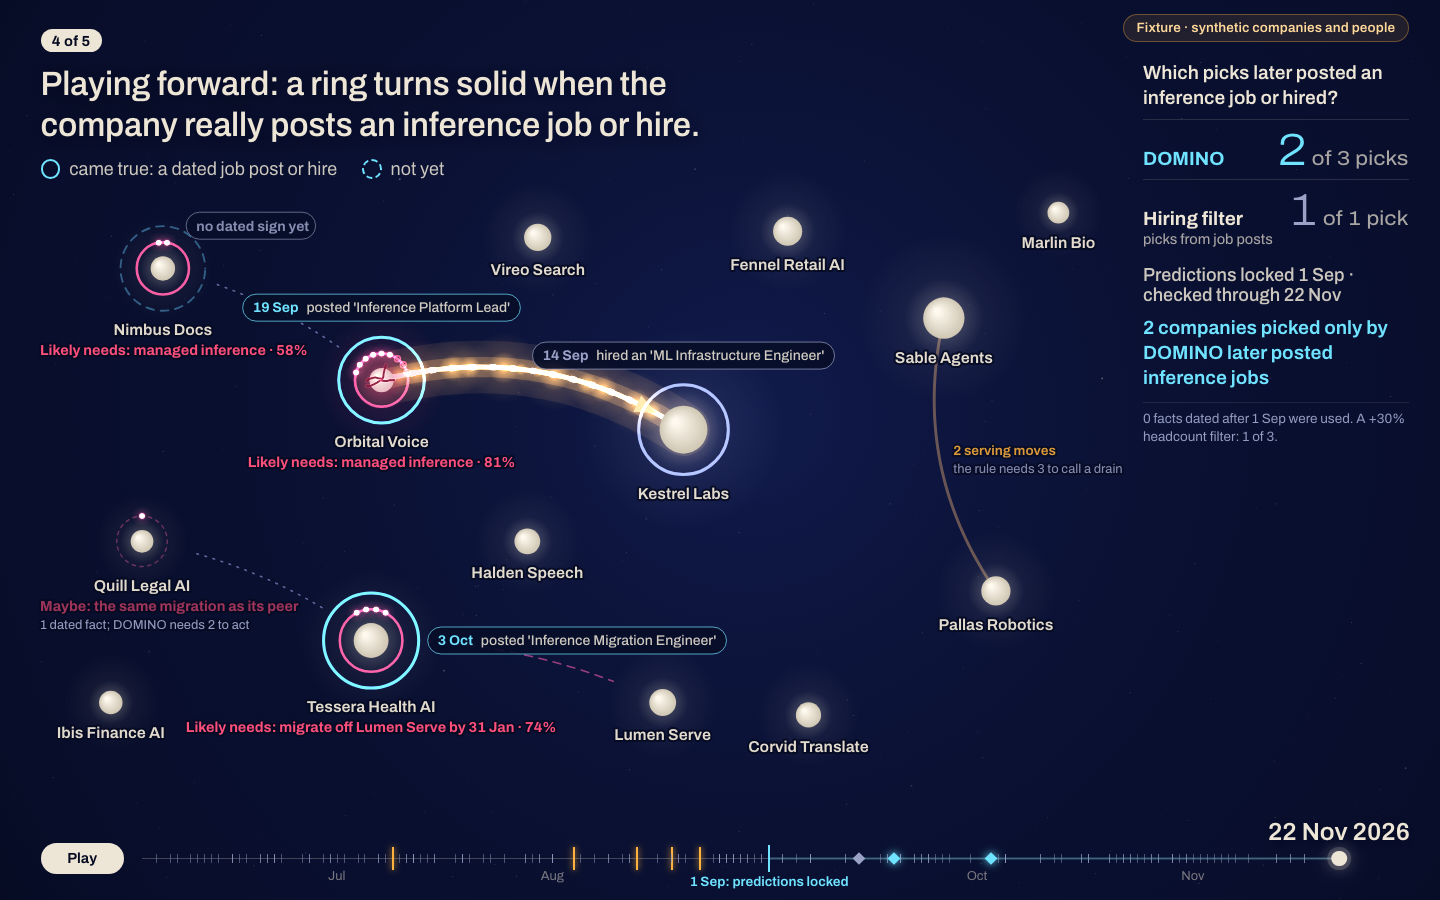 4 of 5
Fixture · synthetic companies and people
Playing forward: a ring turns solid when the
company really posts an inference job or hire.
came true: a dated job post or hire
not yet
Which picks later posted an
inference job or hired?
DOMINO 2 of 3 picks
Hiring filter 1 of 1 pick
picks from job posts
Predictions locked 1 Sep ·
checked through 22 Nov
2 companies picked only by
DOMINO later posted
inference jobs
0 facts dated after 1 Sep were used. A +30%
headcount filter: 1 of 3.
no dated sign yet
Nimbus Docs
Likely needs: managed inference · 58%
Vireo Search
Fennel Retail AI
Marlin Bio
19 Sep posted 'Inference Platform Lead'
14 Sep hired an 'ML Infrastructure Engineer'
Sable Agents
Orbital Voice
Likely needs: managed inference · 81%
Kestrel Labs
2 serving moves
the rule needs 3 to call a drain
Quill Legal AI
Maybe: the same migration as its peer
1 dated fact; DOMINO needs 2 to act
Halden Speech
Pallas Robotics
3 Oct posted 'Inference Migration Engineer'
Tessera Health AI
Likely needs: migrate off Lumen Serve by 31 Jan · 74%
Ibis Finance AI
Lumen Serve
Corvid Translate
22 Nov 2026
Play
Jul
Aug
1 Sep: predictions locked
Oct
Nov